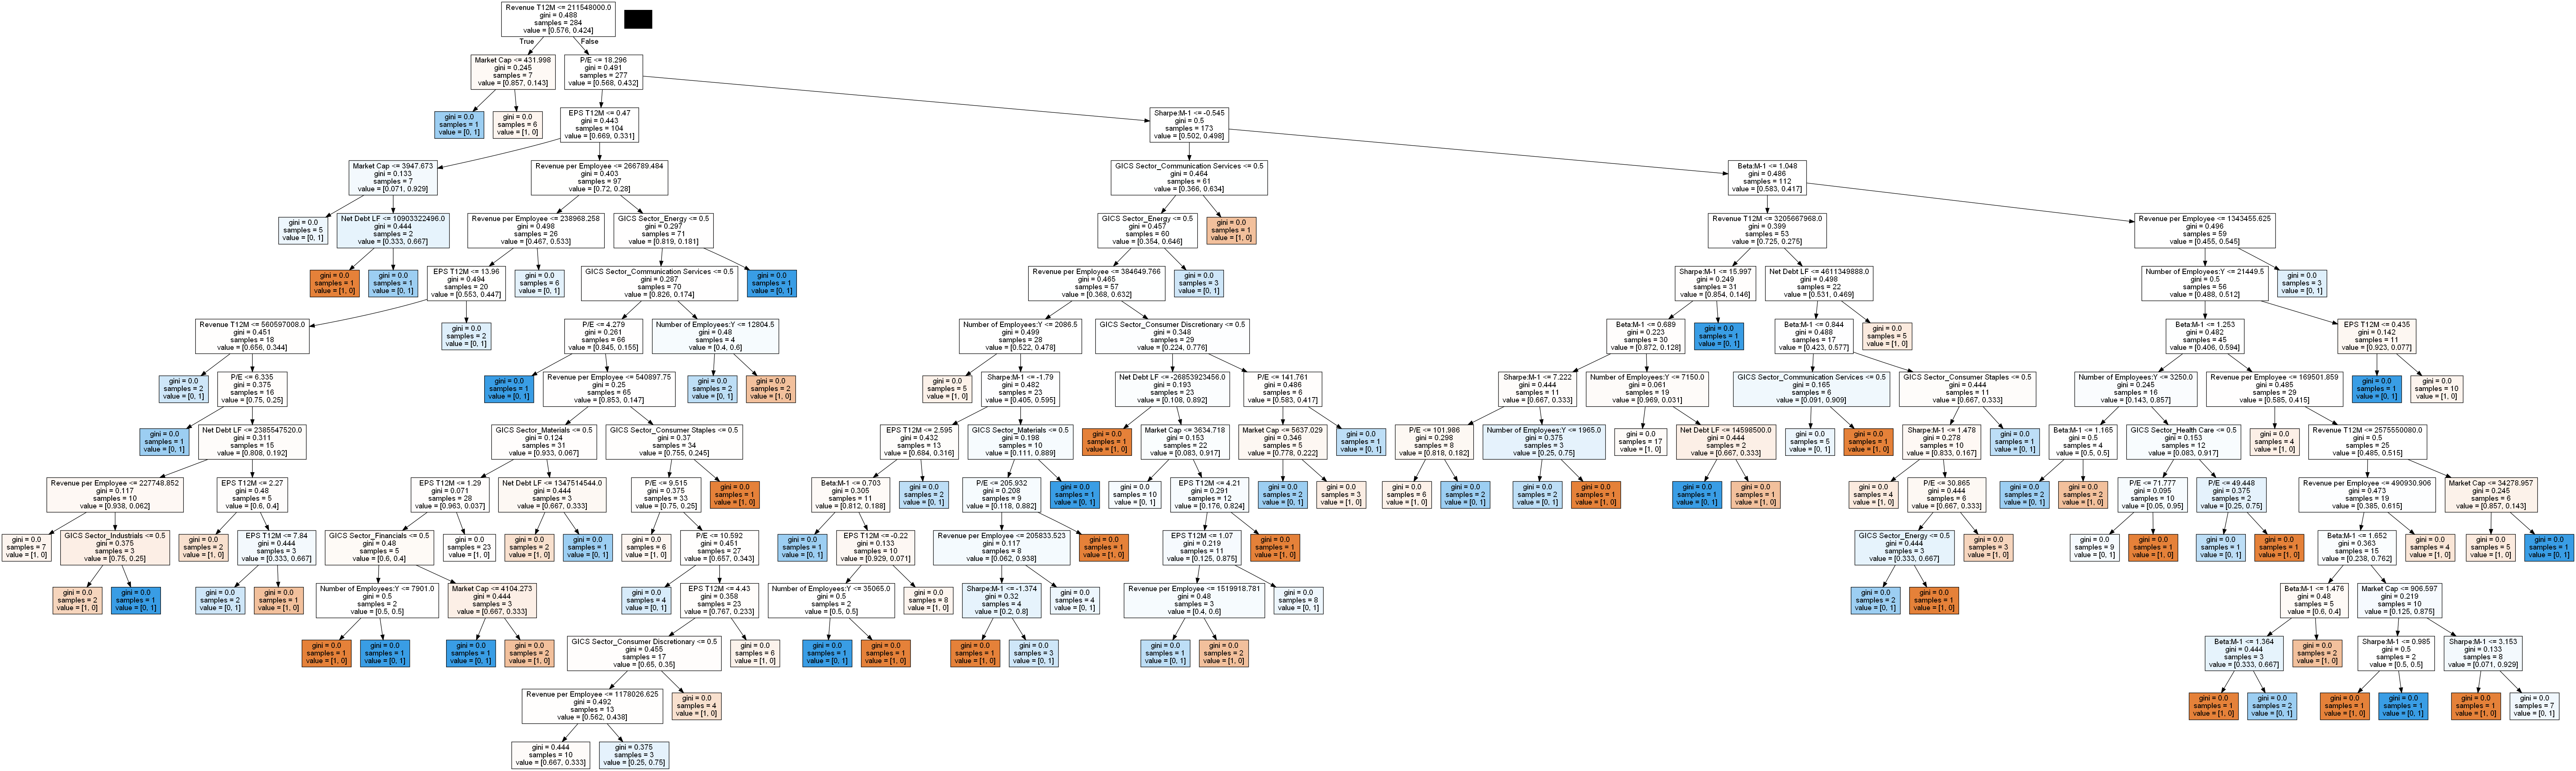 Revenue T12M <= 211548000.0
gini = 0.488
samples = 284
value = [0.576, 0.424]
True
False
Market Cap <= 431.998
gini = 0.245
samples = 7
value = [0.857, 0.143]
P/E <= 18.296
gini = 0.491
samples = 277
value = [0.568, 0.432]
gini = 0.0
samples = 1
value = [0, 1]
gini = 0.0
samples = 6
value = [1, 0]
EPS T12M <= 0.47
gini = 0.443
samples = 104
value = [0.669, 0.331]
Sharpe:M-1 <= -0.545
gini = 0.5
samples = 173
value = [0.502, 0.498]
Market Cap <= 3947.673
gini = 0.133
samples = 7
value = [0.071, 0.929]
Revenue per Employee <= 266789.484
gini = 0.403
samples = 97
value = [0.72, 0.28]
GICS Sector_Communication Services <= 0.5
gini = 0.464
samples = 61
value = [0.366, 0.634]
Beta:M-1 <= 1.048
gini = 0.486
samples = 112
value = [0.583, 0.417]
gini = 0.0
samples = 5
value = [0, 1]
Net Debt LF <= 10903322496.0
gini = 0.444
samples = 2
value = [0.333, 0.667]
Revenue per Employee <= 238968.258
gini = 0.498
samples = 26
value = [0.467, 0.533]
GICS Sector_Energy <= 0.5
gini = 0.297
samples = 71
value = [0.819, 0.181]
GICS Sector_Energy <= 0.5
gini = 0.457
samples = 60
value = [0.354, 0.646]
gini = 0.0
samples = 1
value = [1, 0]
Revenue T12M <= 3205667968.0
gini = 0.399
samples = 53
value = [0.725, 0.275]
Revenue per Employee <= 1343455.625
gini = 0.496
samples = 59
value = [0.455, 0.545]
gini = 0.0
samples = 1
value = [1, 0]
gini = 0.0
samples = 1
value = [0, 1]
EPS T12M <= 13.96
gini = 0.494
samples = 20
value = [0.553, 0.447]
gini = 0.0
samples = 6
value = [0, 1]
GICS Sector_Communication Services <= 0.5
gini = 0.287
samples = 70
value = [0.826, 0.174]
gini = 0.0
samples = 1
value = [0, 1]
Revenue per Employee <= 384649.766
gini = 0.465
samples = 57
value = [0.368, 0.632]
gini = 0.0
samples = 3
value = [0, 1]
Sharpe:M-1 <= 15.997
gini = 0.249
samples = 31
value = [0.854, 0.146]
Net Debt LF <= 4611349888.0
gini = 0.498
samples = 22
value = [0.531, 0.469]
Number of Employees:Y <= 21449.5
gini = 0.5
samples = 56
value = [0.488, 0.512]
gini = 0.0
samples = 3
value = [0, 1]
Revenue T12M <= 560597008.0
gini = 0.451
samples = 18
value = [0.656, 0.344]
gini = 0.0
samples = 2
value = [0, 1]
P/E <= 4.279
gini = 0.261
samples = 66
value = [0.845, 0.155]
Number of Employees:Y <= 12804.5
gini = 0.48
samples = 4
value = [0.4, 0.6]
Number of Employees:Y <= 2086.5
gini = 0.499
samples = 28
value = [0.522, 0.478]
GICS Sector_Consumer Discretionary <= 0.5
gini = 0.348
samples = 29
value = [0.224, 0.776]
Beta:M-1 <= 0.689
gini = 0.223
samples = 30
value = [0.872, 0.128]
gini = 0.0
samples = 1
value = [0, 1]
Beta:M-1 <= 0.844
gini = 0.488
samples = 17
value = [0.423, 0.577]
gini = 0.0
samples = 5
value = [1, 0]
Beta:M-1 <= 1.253
gini = 0.482
samples = 45
value = [0.406, 0.594]
EPS T12M <= 0.435
gini = 0.142
samples = 11
value = [0.923, 0.077]
gini = 0.0
samples = 2
value = [0, 1]
P/E <= 6.335
gini = 0.375
samples = 16
value = [0.75, 0.25]
gini = 0.0
samples = 1
value = [0, 1]
Revenue per Employee <= 540897.75
gini = 0.25
samples = 65
value = [0.853, 0.147]
gini = 0.0
samples = 2
value = [0, 1]
gini = 0.0
samples = 2
value = [1, 0]
gini = 0.0
samples = 5
value = [1, 0]
Sharpe:M-1 <= -1.79
gini = 0.482
samples = 23
value = [0.405, 0.595]
Net Debt LF <= -26853923456.0
gini = 0.193
samples = 23
value = [0.108, 0.892]
P/E <= 141.761
gini = 0.486
samples = 6
value = [0.583, 0.417]
Sharpe:M-1 <= 7.222
gini = 0.444
samples = 11
value = [0.667, 0.333]
Number of Employees:Y <= 7150.0
gini = 0.061
samples = 19
value = [0.969, 0.031]
GICS Sector_Communication Services <= 0.5
gini = 0.165
samples = 6
value = [0.091, 0.909]
GICS Sector_Consumer Staples <= 0.5
gini = 0.444
samples = 11
value = [0.667, 0.333]
Number of Employees:Y <= 3250.0
gini = 0.245
samples = 16
value = [0.143, 0.857]
Revenue per Employee <= 169501.859
gini = 0.485
samples = 29
value = [0.585, 0.415]
gini = 0.0
samples = 1
value = [0, 1]
gini = 0.0
samples = 10
value = [1, 0]
gini = 0.0
samples = 1
value = [0, 1]
Net Debt LF <= 2385547520.0
gini = 0.311
samples = 15
value = [0.808, 0.192]
GICS Sector_Materials <= 0.5
gini = 0.124
samples = 31
value = [0.933, 0.067]
GICS Sector_Consumer Staples <= 0.5
gini = 0.37
samples = 34
value = [0.755, 0.245]
EPS T12M <= 2.595
gini = 0.432
samples = 13
value = [0.684, 0.316]
GICS Sector_Materials <= 0.5
gini = 0.198
samples = 10
value = [0.111, 0.889]
gini = 0.0
samples = 1
value = [1, 0]
Market Cap <= 3634.718
gini = 0.153
samples = 22
value = [0.083, 0.917]
Market Cap <= 5637.029
gini = 0.346
samples = 5
value = [0.778, 0.222]
gini = 0.0
samples = 1
value = [0, 1]
P/E <= 101.986
gini = 0.298
samples = 8
value = [0.818, 0.182]
Number of Employees:Y <= 1965.0
gini = 0.375
samples = 3
value = [0.25, 0.75]
gini = 0.0
samples = 17
value = [1, 0]
Net Debt LF <= 14598500.0
gini = 0.444
samples = 2
value = [0.667, 0.333]
gini = 0.0
samples = 5
value = [0, 1]
gini = 0.0
samples = 1
value = [1, 0]
Sharpe:M-1 <= 1.478
gini = 0.278
samples = 10
value = [0.833, 0.167]
gini = 0.0
samples = 1
value = [0, 1]
Beta:M-1 <= 1.165
gini = 0.5
samples = 4
value = [0.5, 0.5]
GICS Sector_Health Care <= 0.5
gini = 0.153
samples = 12
value = [0.083, 0.917]
gini = 0.0
samples = 4
value = [1, 0]
Revenue T12M <= 2575550080.0
gini = 0.5
samples = 25
value = [0.485, 0.515]
Revenue per Employee <= 227748.852
gini = 0.117
samples = 10
value = [0.938, 0.062]
EPS T12M <= 2.27
gini = 0.48
samples = 5
value = [0.6, 0.4]
EPS T12M <= 1.29
gini = 0.071
samples = 28
value = [0.963, 0.037]
Net Debt LF <= 1347514544.0
gini = 0.444
samples = 3
value = [0.667, 0.333]
P/E <= 9.515
gini = 0.375
samples = 33
value = [0.75, 0.25]
gini = 0.0
samples = 1
value = [1, 0]
Beta:M-1 <= 0.703
gini = 0.305
samples = 11
value = [0.812, 0.188]
gini = 0.0
samples = 2
value = [0, 1]
P/E <= 205.932
gini = 0.208
samples = 9
value = [0.118, 0.882]
gini = 0.0
samples = 1
value = [0, 1]
gini = 0.0
samples = 10
value = [0, 1]
EPS T12M <= 4.21
gini = 0.291
samples = 12
value = [0.176, 0.824]
gini = 0.0
samples = 2
value = [0, 1]
gini = 0.0
samples = 3
value = [1, 0]
gini = 0.0
samples = 6
value = [1, 0]
gini = 0.0
samples = 2
value = [0, 1]
gini = 0.0
samples = 2
value = [0, 1]
gini = 0.0
samples = 1
value = [1, 0]
gini = 0.0
samples = 1
value = [0, 1]
gini = 0.0
samples = 1
value = [1, 0]
gini = 0.0
samples = 4
value = [1, 0]
P/E <= 30.865
gini = 0.444
samples = 6
value = [0.667, 0.333]
gini = 0.0
samples = 2
value = [0, 1]
gini = 0.0
samples = 2
value = [1, 0]
P/E <= 71.777
gini = 0.095
samples = 10
value = [0.05, 0.95]
P/E <= 49.448
gini = 0.375
samples = 2
value = [0.25, 0.75]
Revenue per Employee <= 490930.906
gini = 0.473
samples = 19
value = [0.385, 0.615]
Market Cap <= 34278.957
gini = 0.245
samples = 6
value = [0.857, 0.143]
gini = 0.0
samples = 7
value = [1, 0]
GICS Sector_Industrials <= 0.5
gini = 0.375
samples = 3
value = [0.75, 0.25]
gini = 0.0
samples = 2
value = [1, 0]
EPS T12M <= 7.84
gini = 0.444
samples = 3
value = [0.333, 0.667]
GICS Sector_Financials <= 0.5
gini = 0.48
samples = 5
value = [0.6, 0.4]
gini = 0.0
samples = 23
value = [1, 0]
gini = 0.0
samples = 2
value = [1, 0]
gini = 0.0
samples = 1
value = [0, 1]
gini = 0.0
samples = 6
value = [1, 0]
P/E <= 10.592
gini = 0.451
samples = 27
value = [0.657, 0.343]
gini = 0.0
samples = 1
value = [0, 1]
EPS T12M <= -0.22
gini = 0.133
samples = 10
value = [0.929, 0.071]
Revenue per Employee <= 205833.523
gini = 0.117
samples = 8
value = [0.062, 0.938]
gini = 0.0
samples = 1
value = [1, 0]
EPS T12M <= 1.07
gini = 0.219
samples = 11
value = [0.125, 0.875]
gini = 0.0
samples = 1
value = [1, 0]
GICS Sector_Energy <= 0.5
gini = 0.444
samples = 3
value = [0.333, 0.667]
gini = 0.0
samples = 3
value = [1, 0]
gini = 0.0
samples = 9
value = [0, 1]
gini = 0.0
samples = 1
value = [1, 0]
gini = 0.0
samples = 1
value = [0, 1]
gini = 0.0
samples = 1
value = [1, 0]
Beta:M-1 <= 1.652
gini = 0.363
samples = 15
value = [0.238, 0.762]
gini = 0.0
samples = 4
value = [1, 0]
gini = 0.0
samples = 5
value = [1, 0]
gini = 0.0
samples = 1
value = [0, 1]
gini = 0.0
samples = 2
value = [1, 0]
gini = 0.0
samples = 1
value = [0, 1]
gini = 0.0
samples = 2
value = [0, 1]
gini = 0.0
samples = 1
value = [1, 0]
Number of Employees:Y <= 7901.0
gini = 0.5
samples = 2
value = [0.5, 0.5]
Market Cap <= 4104.273
gini = 0.444
samples = 3
value = [0.667, 0.333]
gini = 0.0
samples = 4
value = [0, 1]
EPS T12M <= 4.43
gini = 0.358
samples = 23
value = [0.767, 0.233]
Number of Employees:Y <= 35065.0
gini = 0.5
samples = 2
value = [0.5, 0.5]
gini = 0.0
samples = 8
value = [1, 0]
Sharpe:M-1 <= -1.374
gini = 0.32
samples = 4
value = [0.2, 0.8]
gini = 0.0
samples = 4
value = [0, 1]
Revenue per Employee <= 1519918.781
gini = 0.48
samples = 3
value = [0.4, 0.6]
gini = 0.0
samples = 8
value = [0, 1]
gini = 0.0
samples = 2
value = [0, 1]
gini = 0.0
samples = 1
value = [1, 0]
Beta:M-1 <= 1.476
gini = 0.48
samples = 5
value = [0.6, 0.4]
Market Cap <= 906.597
gini = 0.219
samples = 10
value = [0.125, 0.875]
gini = 0.0
samples = 1
value = [1, 0]
gini = 0.0
samples = 1
value = [0, 1]
gini = 0.0
samples = 1
value = [0, 1]
gini = 0.0
samples = 2
value = [1, 0]
GICS Sector_Consumer Discretionary <= 0.5
gini = 0.455
samples = 17
value = [0.65, 0.35]
gini = 0.0
samples = 6
value = [1, 0]
gini = 0.0
samples = 1
value = [0, 1]
gini = 0.0
samples = 1
value = [1, 0]
gini = 0.0
samples = 1
value = [1, 0]
gini = 0.0
samples = 3
value = [0, 1]
gini = 0.0
samples = 1
value = [0, 1]
gini = 0.0
samples = 2
value = [1, 0]
Beta:M-1 <= 1.364
gini = 0.444
samples = 3
value = [0.333, 0.667]
gini = 0.0
samples = 2
value = [1, 0]
Sharpe:M-1 <= 0.985
gini = 0.5
samples = 2
value = [0.5, 0.5]
Sharpe:M-1 <= 3.153
gini = 0.133
samples = 8
value = [0.071, 0.929]
Revenue per Employee <= 1178026.625
gini = 0.492
samples = 13
value = [0.562, 0.438]
gini = 0.0
samples = 4
value = [1, 0]
gini = 0.0
samples = 1
value = [1, 0]
gini = 0.0
samples = 2
value = [0, 1]
gini = 0.0
samples = 1
value = [1, 0]
gini = 0.0
samples = 1
value = [0, 1]
gini = 0.0
samples = 1
value = [1, 0]
gini = 0.0
samples = 7
value = [0, 1]
gini = 0.444
samples = 10
value = [0.667, 0.333]
gini = 0.375
samples = 3
value = [0.25, 0.75]